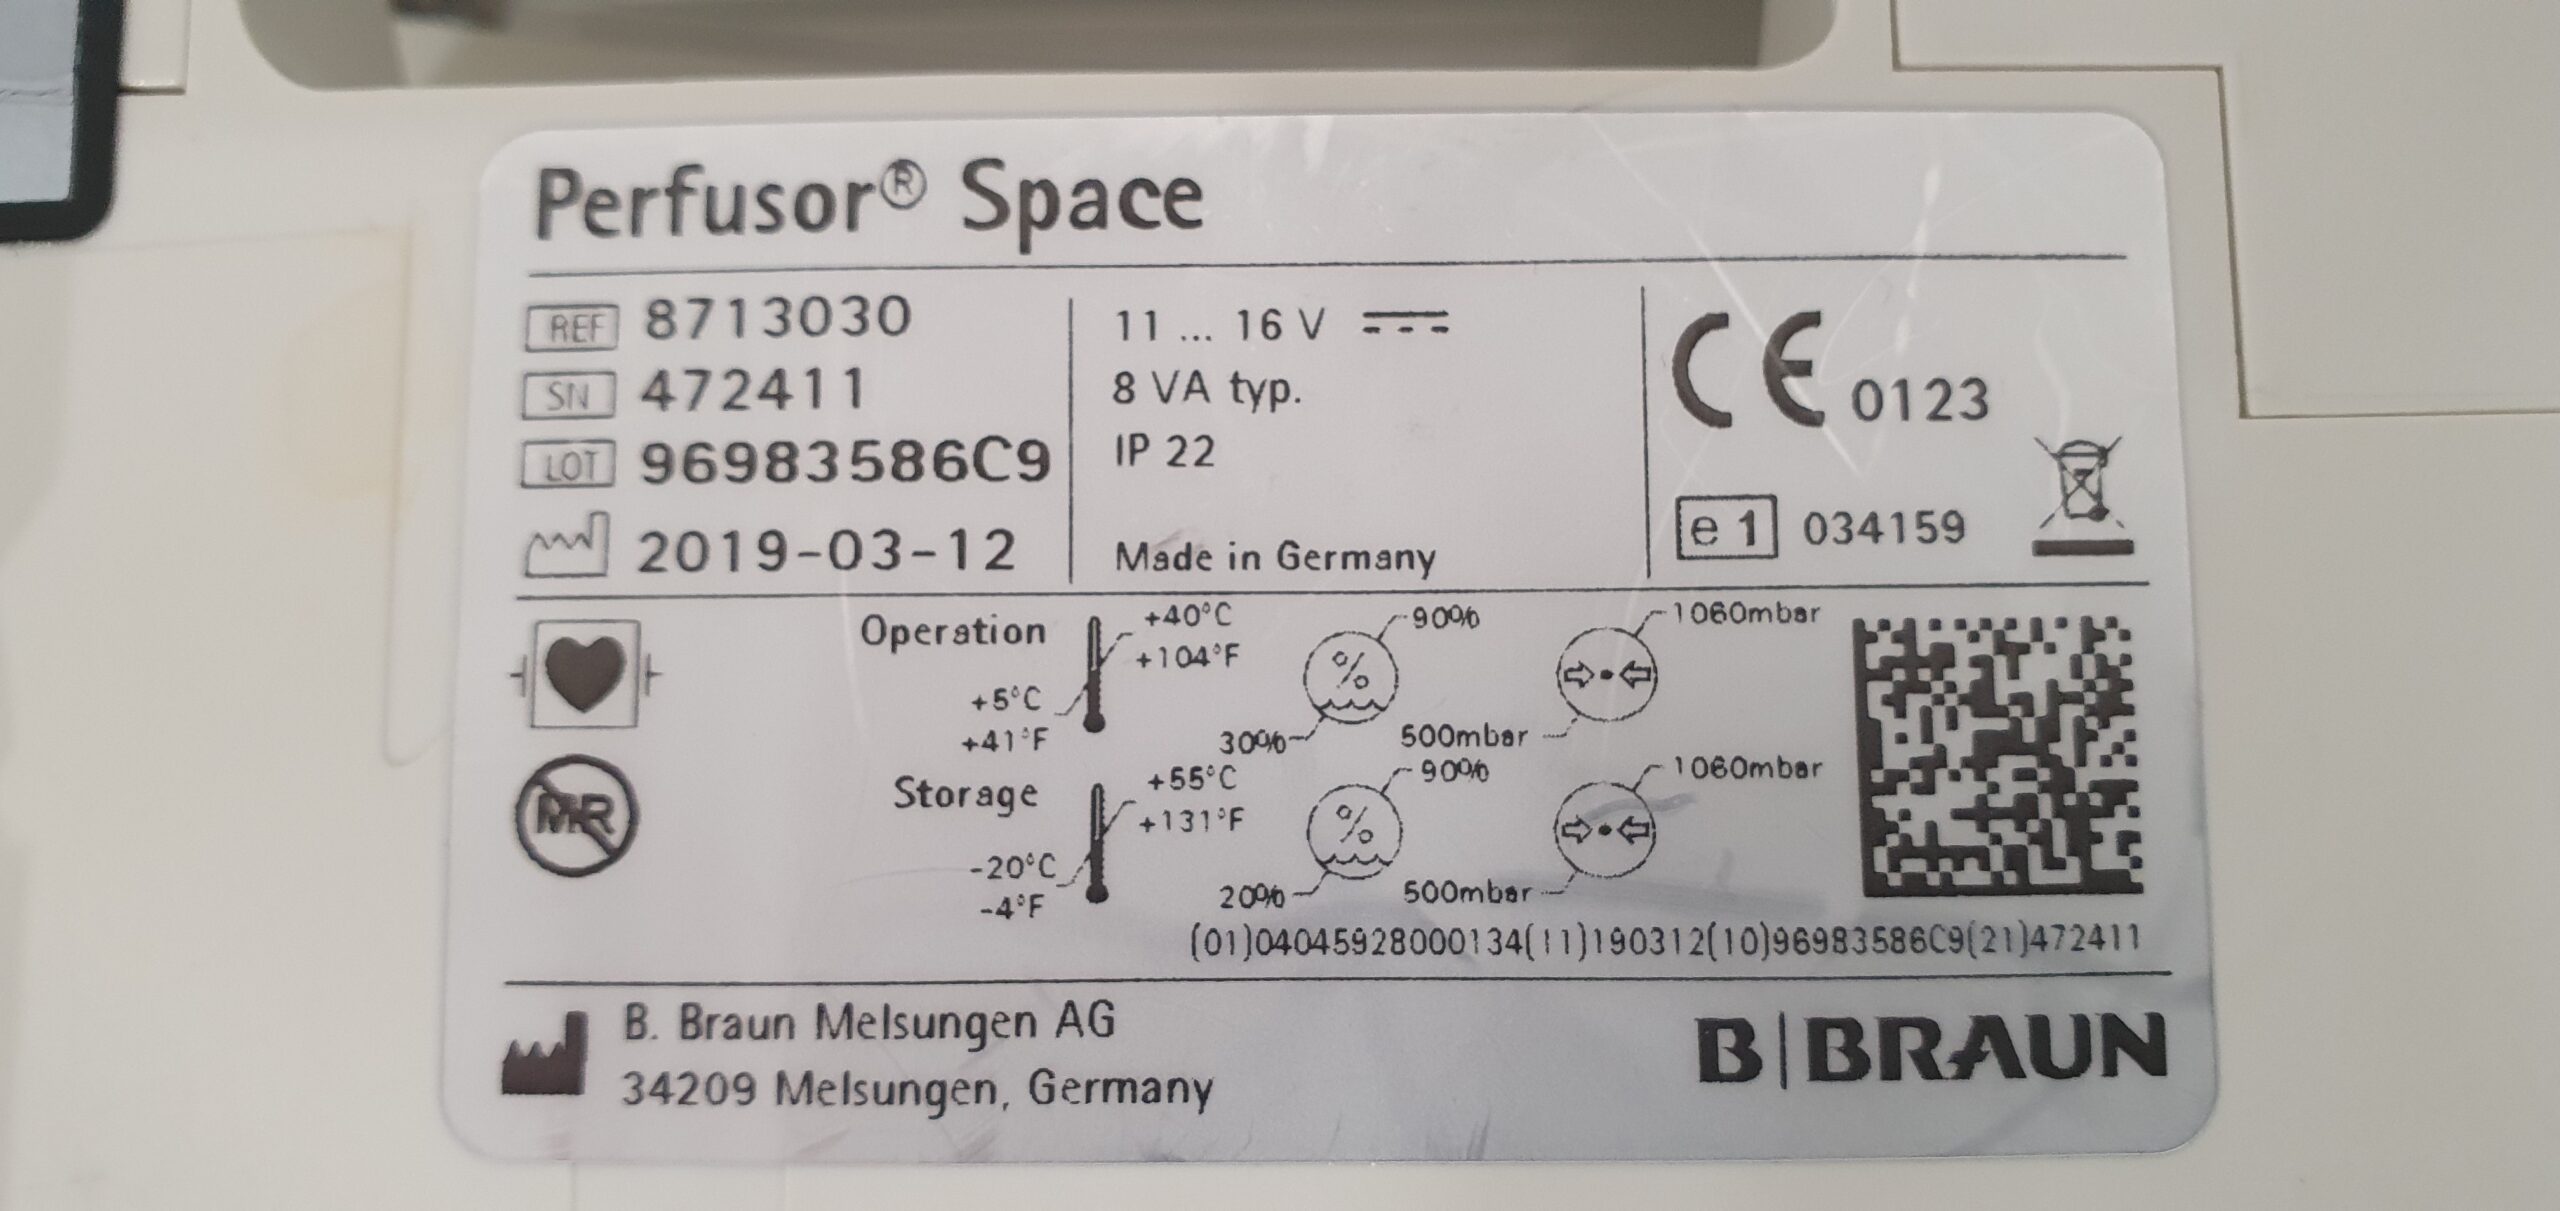 Perfusor® Space
REF 8713030
SN 472411
LOT 96983586C9
2019-03-12
11 ... 16 V
8 VA typ.
IP 22
Made in Germany
CE 0123
e 1 034159
Operation
+40°C
+104°F
+5°C
+41°F
90%
%
30%
1060mbar
500mbar
Storage
+55°C
+131°F
-20°C
-4°F
90%
%
20%
1060mbar
500mbar
MR
(01)04045928000134(11)190312(10)96983586C9(21)472411
B. Braun Melsungen AG
34209 Melsungen, Germany
B|BRAUN